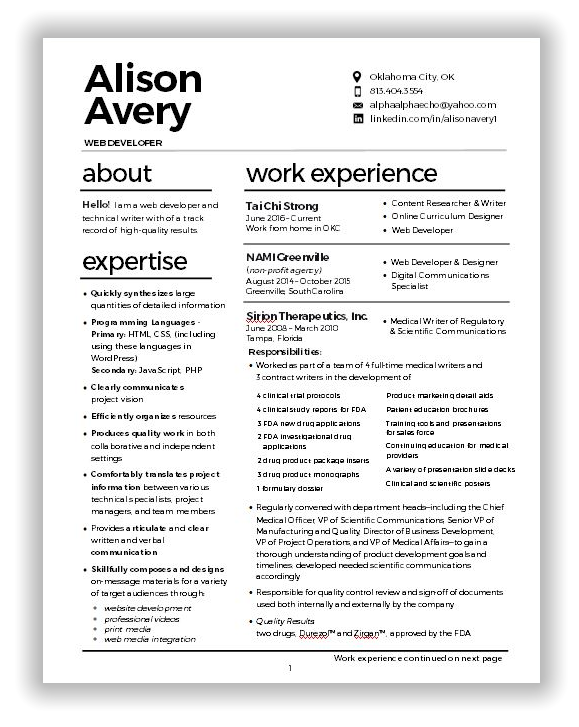 Alison
Avery
WEB DEVELOPER
Oklahoma City, OK
813.404.3554
alphaalphaecho@yahoo.com
linkedin.com/in/alisonavery1
about
Hello! I am a web developer and
technical writer with of a track
record of high-quality results.
expertise
• Quickly synthesizes large
quantities of detailed information
• Programming Languages -
Primary: HTML, CSS, (including
using these languages in
WordPress)
Secondary: JavaScript, PHP
• Clearly communicates
project vision
• Efficiently organizes resources
• Produces quality work in both
collaborative and independent
settings
• Comfortably translates project
information between various
technical specialists, project
managers, and team members
• Provides articulate and clear
written and verbal
communication
• Skillfully composes and designs
on-message materials for a variety
of target audiences through:
• website development
• professional videos
• print media
• web media integration
work experience
Tai Chi Strong
June 2016 – Current
Work from home in OKC
• Content Researcher & Writer
• Online Curriculum Designer
• Web Developer
NAMI Greenville
(non-profit agency)
August 2014 – October 2015
Greenville, South Carolina
• Web Developer & Designer
• Digital Communications
Specialist
Sirion Therapeutics, Inc.
June 2008 – March 2010
Tampa, Florida
• Medical Writer of Regulatory
& Scientific Communications
Responsibilities:
• Worked as part of a team of 4 full-time medical writers and
3 contract writers in the development of
4 clinical trial protocols
4 clinical study reports for FDA
3 FDA new drug applications
2 FDA investigational drug
applications
2 drug product package inserts
3 drug product monographs
1 formulary dossier
Product marketing detail aids
Patient education brochures
Training tools and presentations
for sales force
Continuing education for medical
providers
A variety of presentation slide decks
Clinical and scientific posters
• Regularly convened with department heads—including the Chief
Medical Officer, VP of Scientific Communications, Senior VP of
Manufacturing and Quality, Director of Business Development,
VP of Project Operations, and VP of Medical Affairs—to gain a
thorough understanding of product development goals and
timelines; developed needed scientific communications
accordingly
• Responsible for quality control review and sign-off of documents
used both internally and externally by the company
• Quality Results
two drugs, Durezol™ and Zirgan™, approved by the FDA
Work experience continued on next page
1